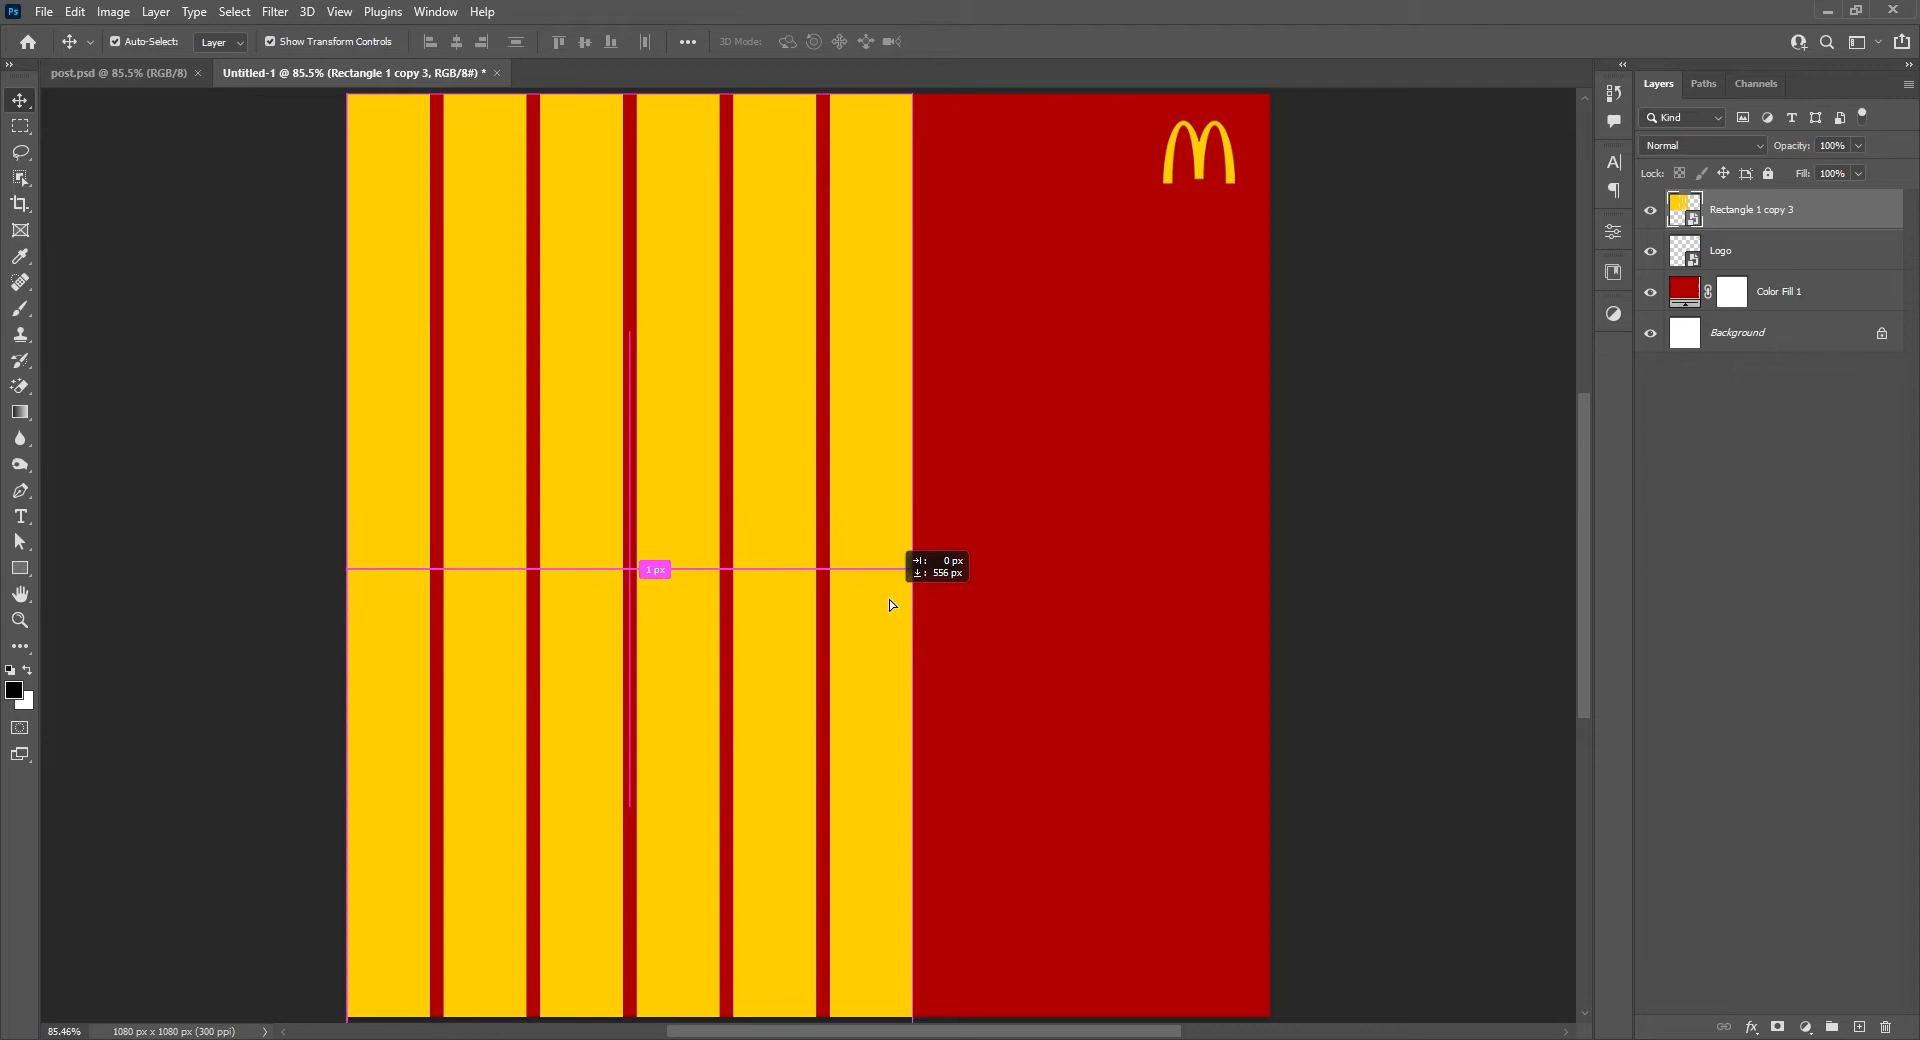 Ps File Edit Image Layer Type Select Filter 3D View Plugins Window Help
Auto-Select: Layer Show Transform Controls 3D Mode:
post.psd @ 85.5% (RGB/8) × Untitled-1 @ 85.5% (Rectangle 1 copy 3, RGB/8#) * ×
Layers Paths Channels
Kind
Normal Opacity: 100%
Lock: Fill: 100%
Rectangle 1 copy 3
Logo
Color Fill 1
Background
1 px
0 px
556 px
85.46% 1080 px x 1080 px (300 ppi)